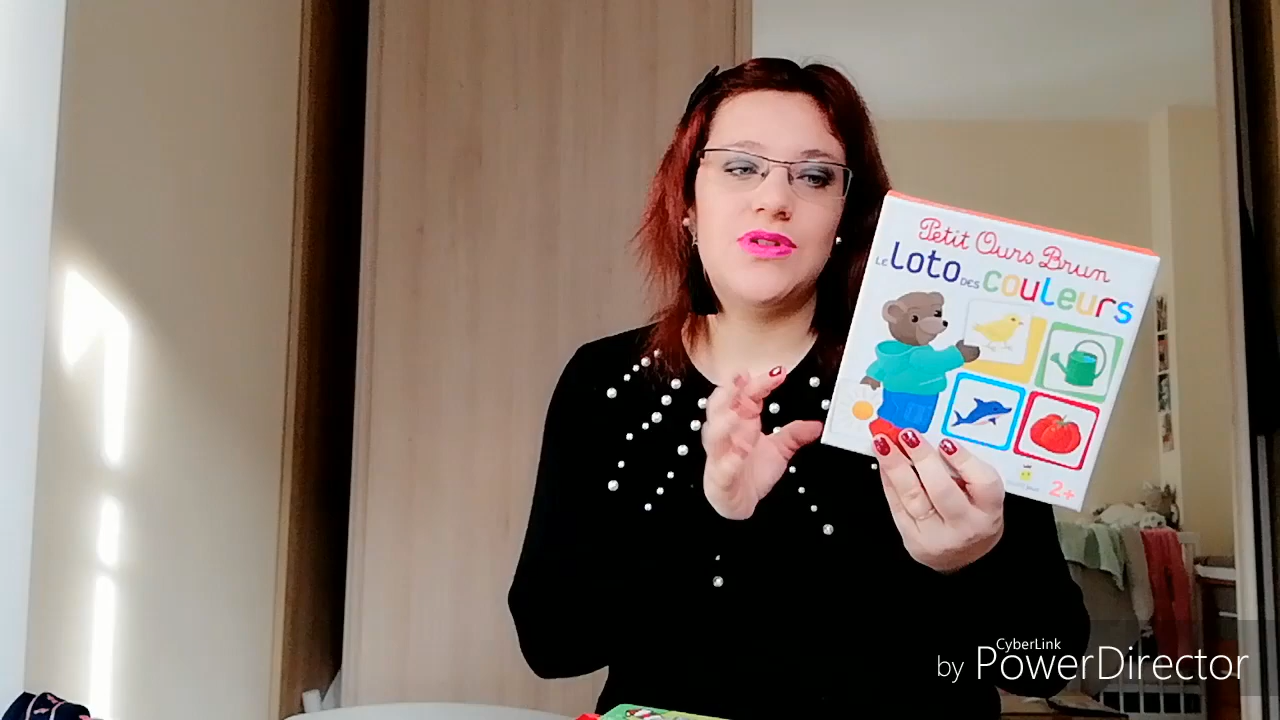 Petit Ours Brun
LE Loto DES couleurs
2+
CyberLink
by PowerDirector